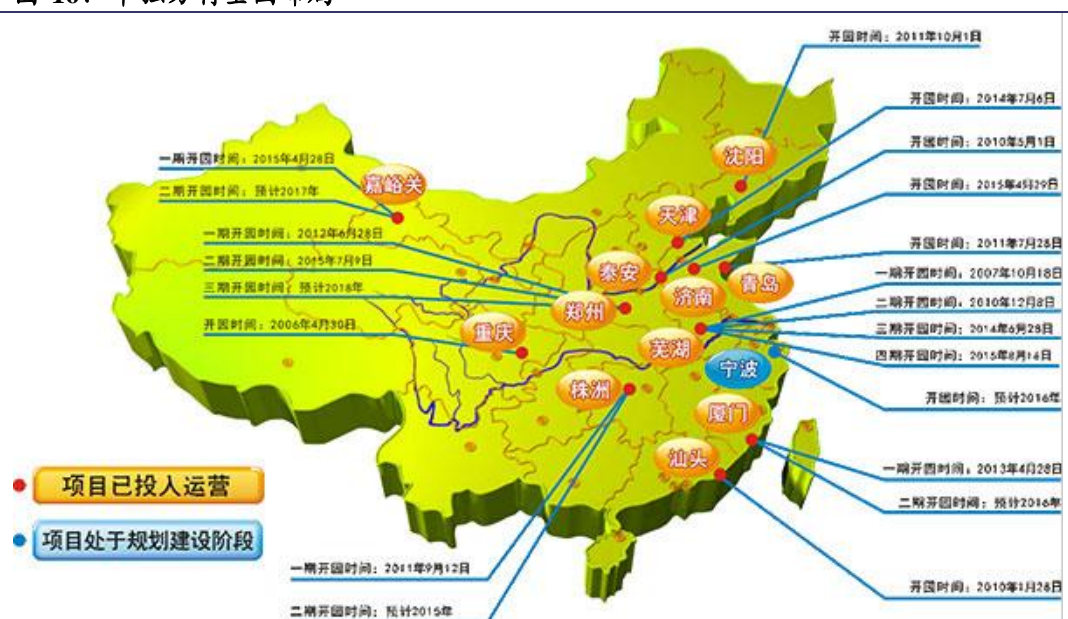 开园时间：2011年10月1日
开园时间：2014年7月6日
开园时间：2010年5月1日
开园时间：2015年4月29日
开园时间：2011年7月26日
一期开园时间：2007年10月18日
二期开园时间：2010年12月8日
三期开园时间：2014年6月28日
四期开园时间：2015年8月16日
开园时间：预计2016年
一期开园时间：2013年4月28日
二期开园时间：预计2016年
开园时间：2010年1月26日
一期开园时间：2015年4月28日
二期开园时间：预计2017年
一期开园时间：2012年6月28日
二期开园时间：2015年7月9日
三期开园时间：预计2018年
开园时间：2006年4月30日
沈阳
嘉峪关
天津
泰安
济南
青岛
郑州
重庆
芜湖
宁波
株洲
厦门
汕头
项目已投入运营
项目处于规划建设阶段
一期开园时间：2011年9月12日
二期开园时间：预计2015年